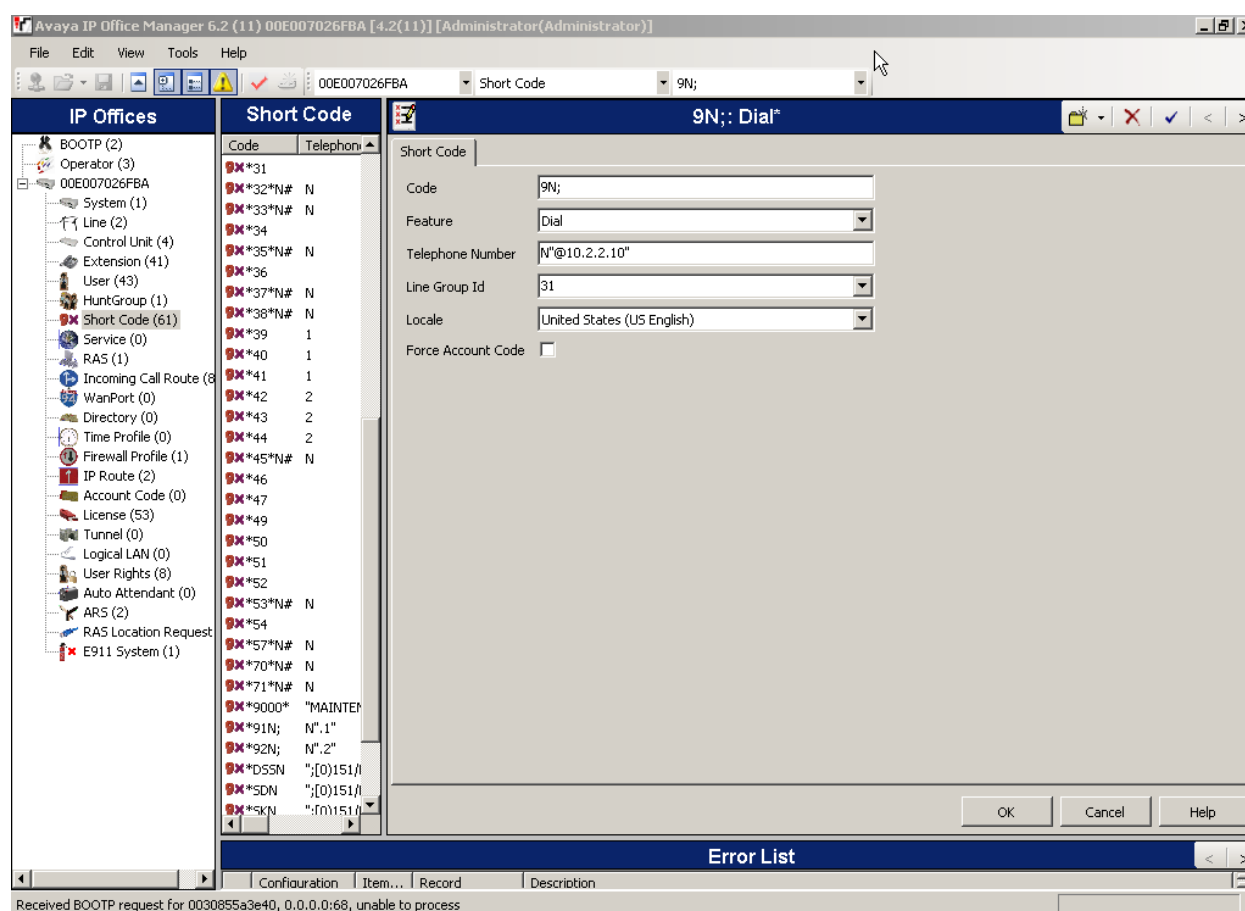 Avaya IP Office Manager 6.2 (11) 00E007026FBA [4.2(11)] [Administrator(Administrator)]
File Edit View Tools Help
00E007026FBA Short Code 9N;
IP Offices
BOOTP (2)
Operator (3)
00E007026FBA
System (1)
Line (2)
Control Unit (4)
Extension (41)
User (43)
HuntGroup (1)
Short Code (61)
Service (0)
RAS (1)
Incoming Call Route (8
WanPort (0)
Directory (0)
Time Profile (0)
Firewall Profile (1)
IP Route (2)
Account Code (0)
License (53)
Tunnel (0)
Logical LAN (0)
User Rights (8)
Auto Attendant (0)
ARS (2)
RAS Location Request
E911 System (1)
Short Code
Code Telephon
*31
*32*N# N
*33*N# N
*34
*35*N# N
*36
*37*N# N
*38*N# N
*39 1
*40 1
*41 1
*42 2
*43 2
*44 2
*45*N# N
*46
*47
*49
*50
*51
*52
*53*N# N
*54
*57*N# N
*70*N# N
*71*N# N
*9000* "MAINTEN
*91N; N".1"
*92N; N".2"
*DSSN ";[0)151/
*SDN ";[0)151/
*SKN ";[0)151/
9N;: Dial*
Short Code
Code 9N;
Feature Dial
Telephone Number N"@10.2.2.10"
Line Group Id 31
Locale United States (US English)
Force Account Code
OK Cancel Help
Error List
Configuration Item... Record Description
Received BOOTP request for 0030855a3e40, 0.0.0.0:68, unable to process